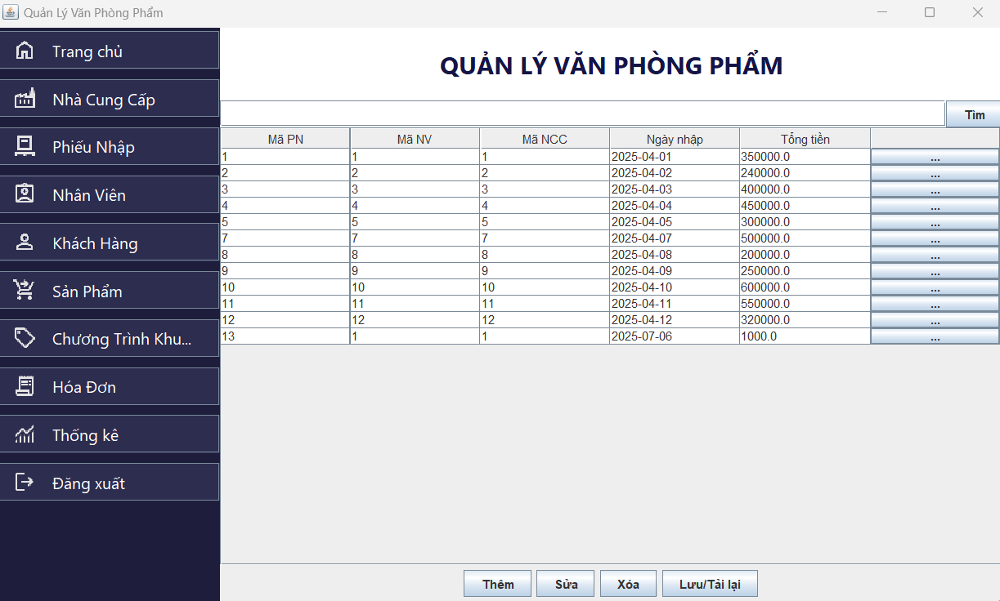 Quản Lý Văn Phòng Phẩm
Trang chủ
Nhà Cung Cấp
Phiếu Nhập
Nhân Viên
Khách Hàng
Sản Phẩm
Chương Trình Khu...
Hóa Đơn
Thống kê
Đăng xuất
QUẢN LÝ VĂN PHÒNG PHẨM
Tìm
Mã PN Mã NV Mã NCC Ngày nhập Tổng tiền
1 1 1 2025-04-01 350000.0 ...
2 2 2 2025-04-02 240000.0 ...
3 3 3 2025-04-03 400000.0 ...
4 4 4 2025-04-04 450000.0 ...
5 5 5 2025-04-05 300000.0 ...
7 7 7 2025-04-07 500000.0 ...
8 8 8 2025-04-08 200000.0 ...
9 9 9 2025-04-09 250000.0 ...
10 10 10 2025-04-10 600000.0 ...
11 11 11 2025-04-11 550000.0 ...
12 12 12 2025-04-12 320000.0 ...
13 1 1 2025-07-06 1000.0 ...
Thêm Sửa Xóa Lưu/Tải lại